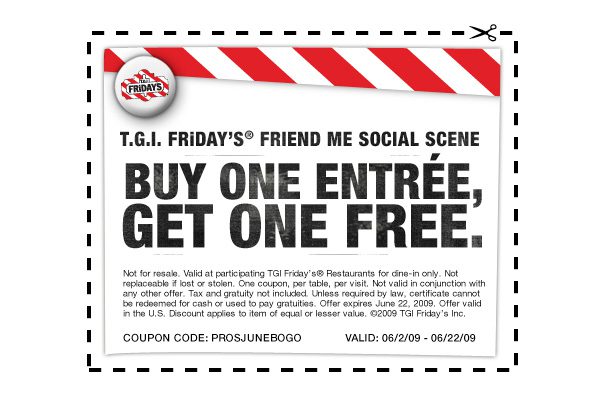 TGI
FRiDAYS
T.G.I. FRiDAY'S® FRIEND ME SOCIAL SCENE
BUY ONE ENTRÉE,
GET ONE FREE.
Not for resale. Valid at participating TGI Friday's® Restaurants for dine-in only. Not
replaceable if lost or stolen. One coupon, per table, per visit. Not valid in conjunction with
any other offer. Tax and gratuity not included. Unless required by law, certificate cannot
be redeemed for cash or used to pay gratuities. Offer expires June 22, 2009. Offer valid
in the U.S. Discount applies to item of equal or lesser value. ©2009 TGI Friday's Inc.
COUPON CODE: PROSJUNEBOGO VALID: 06/2/09 - 06/22/09